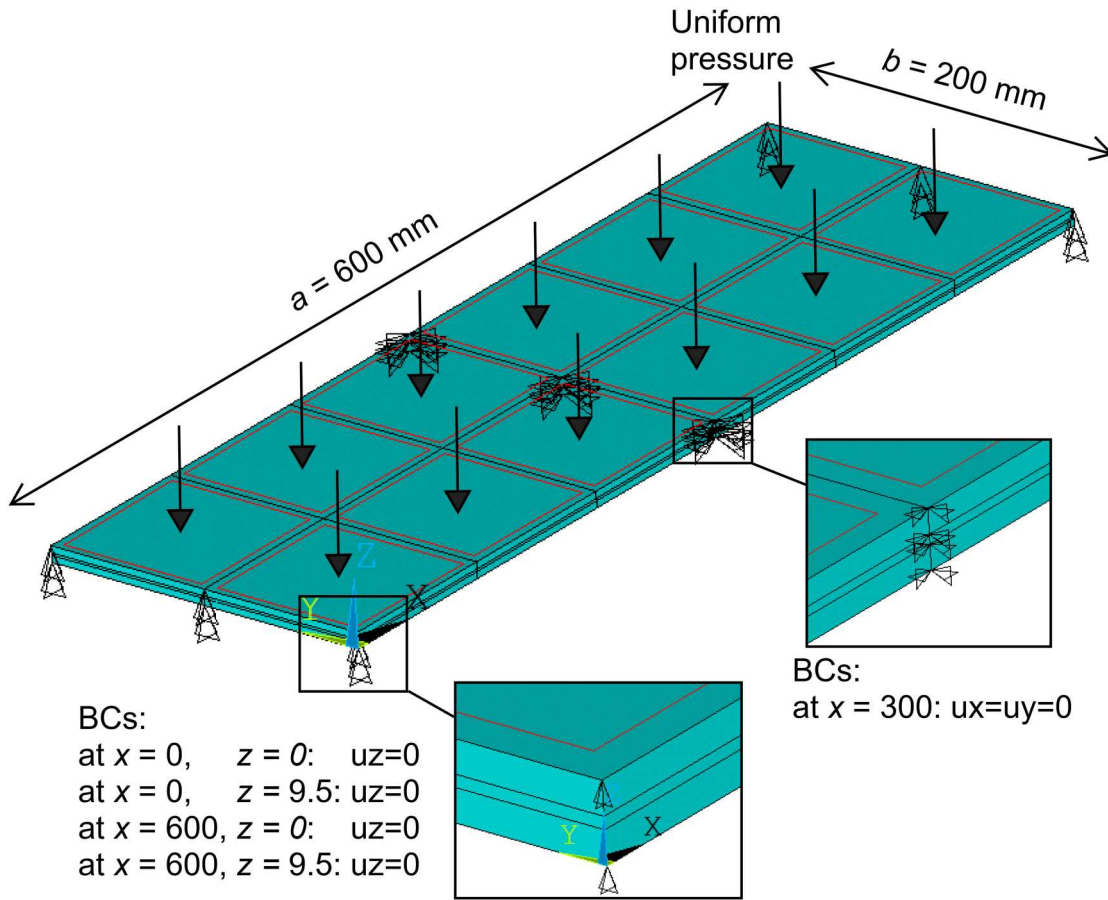 Uniform
pressure
b = 200 mm
a = 600 mm
Z
X
Y
BCs:
at x = 300: ux=uy=0
BCs:
at x = 0, z = 0: uz=0
at x = 0, z = 9.5: uz=0
at x = 600, z = 0: uz=0
at x = 600, z = 9.5: uz=0
X
Y